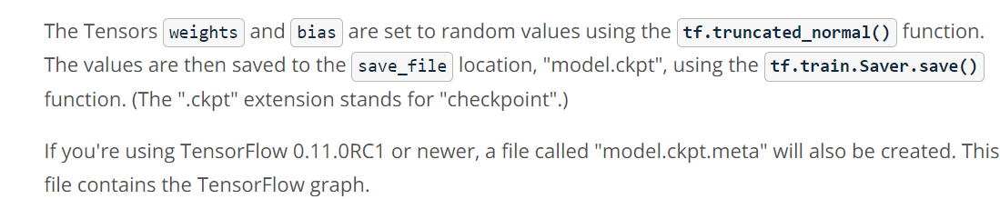 The Tensors weights and bias are set to random values using the tf.truncated_normal() function.
The values are then saved to the save_file location, "model.ckpt", using the tf.train.Saver.save()
function. (The ".ckpt" extension stands for "checkpoint".)
If you're using TensorFlow 0.11.0RC1 or newer, a file called "model.ckpt.meta" will also be created. This
file contains the TensorFlow graph.